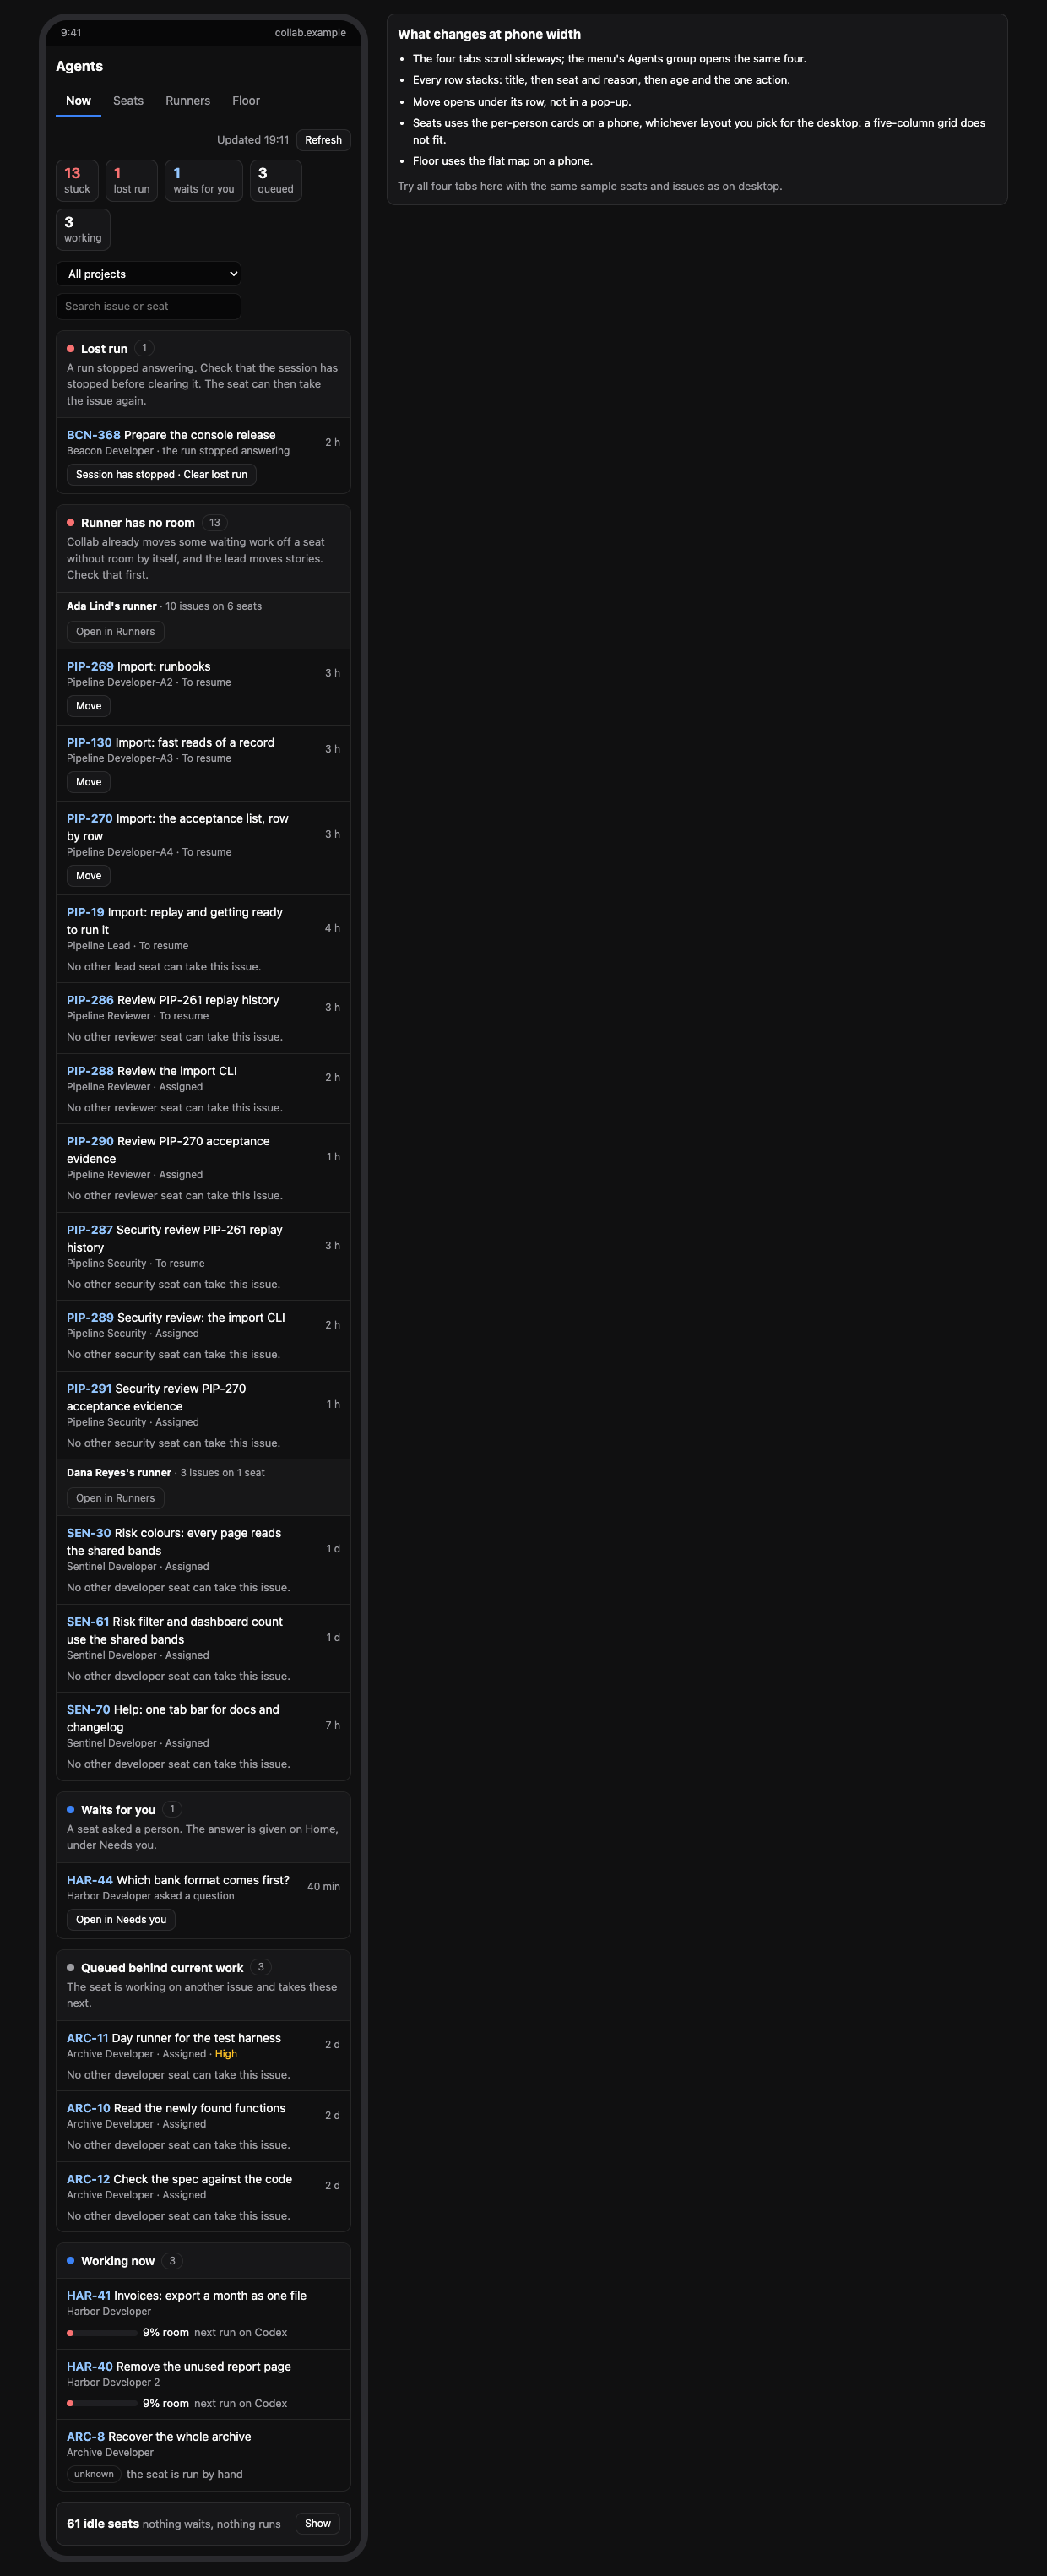 9:41 collab.example
Agents
Now Seats Runners Floor
Updated 19:11 Refresh
13 1 1 3
stuck lost run waits for you queued
3
working
All projects
Search issue or seat
Lost run 1
A run stopped answering. Check that the session has
stopped before clearing it. The seat can then take
the issue again.
BCN-368 Prepare the console release 2 h
Beacon Developer · the run stopped answering
Session has stopped · Clear lost run
Runner has no room 13
Collab already moves some waiting work off a seat
without room by itself, and the lead moves stories.
Check that first.
Ada Lind's runner · 10 issues on 6 seats
Open in Runners
PIP-269 Import: runbooks 3 h
Pipeline Developer-A2 · To resume
Move
PIP-130 Import: fast reads of a record 3 h
Pipeline Developer-A3 · To resume
Move
PIP-270 Import: the acceptance list, row
by row 3 h
Pipeline Developer-A4 · To resume
Move
PIP-19 Import: replay and getting ready
to run it 4 h
Pipeline Lead · To resume
No other lead seat can take this issue.
PIP-286 Review PIP-261 replay history 3 h
Pipeline Reviewer · To resume
No other reviewer seat can take this issue.
PIP-288 Review the import CLI 2 h
Pipeline Reviewer · Assigned
No other reviewer seat can take this issue.
PIP-290 Review PIP-270 acceptance
evidence 1 h
Pipeline Reviewer · Assigned
No other reviewer seat can take this issue.
PIP-287 Security review PIP-261 replay
history 3 h
Pipeline Security · To resume
No other security seat can take this issue.
PIP-289 Security review: the import CLI 2 h
Pipeline Security · Assigned
No other security seat can take this issue.
PIP-291 Security review PIP-270
acceptance evidence 1 h
Pipeline Security · Assigned
No other security seat can take this issue.
Dana Reyes's runner · 3 issues on 1 seat
Open in Runners
SEN-30 Risk colours: every page reads
the shared bands 1 d
Sentinel Developer · Assigned
No other developer seat can take this issue.
SEN-61 Risk filter and dashboard count
use the shared bands 1 d
Sentinel Developer · Assigned
No other developer seat can take this issue.
SEN-70 Help: one tab bar for docs and
changelog 7 h
Sentinel Developer · Assigned
No other developer seat can take this issue.
Waits for you 1
A seat asked a person. The answer is given on Home,
under Needs you.
HAR-44 Which bank format comes first? 40 min
Harbor Developer asked a question
Open in Needs you
Queued behind current work 3
The seat is working on another issue and takes these
next.
ARC-11 Day runner for the test harness 2 d
Archive Developer · Assigned · High
No other developer seat can take this issue.
ARC-10 Read the newly found functions 2 d
Archive Developer · Assigned
No other developer seat can take this issue.
ARC-12 Check the spec against the code 2 d
Archive Developer · Assigned
No other developer seat can take this issue.
Working now 3
HAR-41 Invoices: export a month as one file
Harbor Developer
9% room next run on Codex
HAR-40 Remove the unused report page
Harbor Developer 2
9% room next run on Codex
ARC-8 Recover the whole archive
Archive Developer
unknown the seat is run by hand
61 idle seats nothing waits, nothing runs Show
What changes at phone width
• The four tabs scroll sideways; the menu's Agents group opens the same four.
• Every row stacks: title, then seat and reason, then age and the one action.
• Move opens under its row, not in a pop-up.
• Seats uses the per-person cards on a phone, whichever layout you pick for the desktop: a five-column grid does
not fit.
• Floor uses the flat map on a phone.
Try all four tabs here with the same sample seats and issues as on desktop.